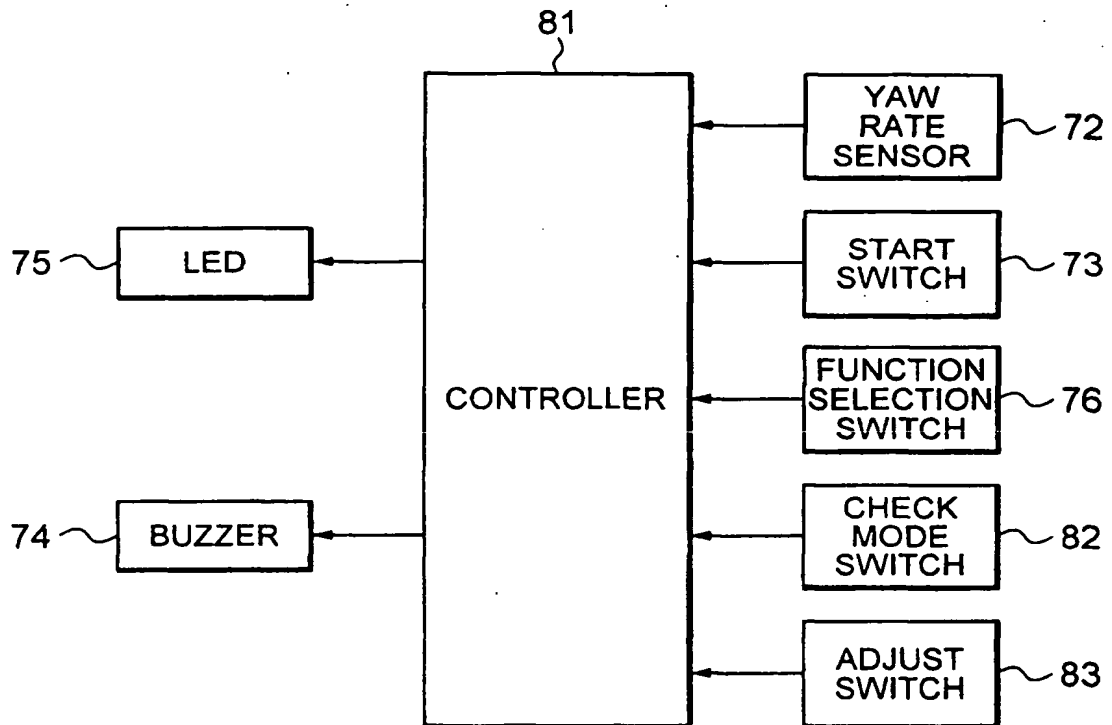 81
YAW
RATE
SENSOR
72
75
LED
START
SWITCH
73
CONTROLLER
FUNCTION
SELECTION
SWITCH
76
74
BUZZER
CHECK
MODE
SWITCH
82
ADJUST
SWITCH
83